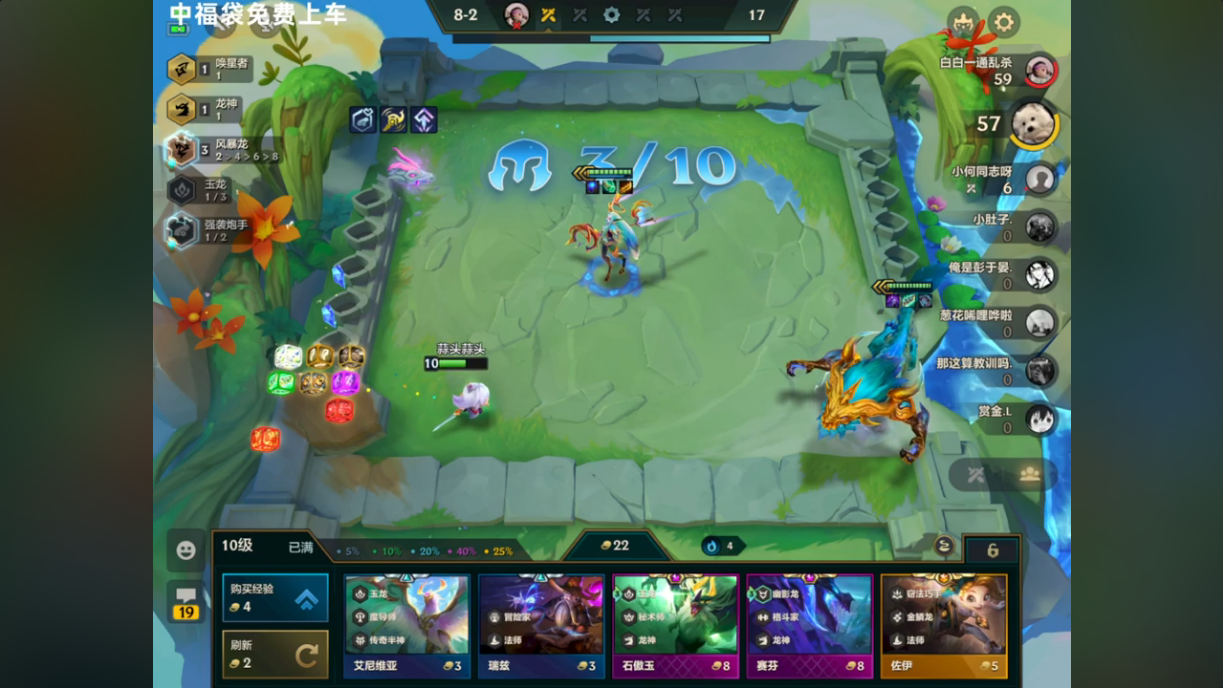 中福袋免费上车
8-2
17
1 唤星者
1
1 龙神
1
3 风暴龙
2 > 4 > 6 > 8
玉龙
1 / 3
强袭炮手
1 / 2
3/10
白白一通乱杀
59
57
小何同志呀
6
小肚子.
0
俺是彭于晏.
0
葱花唏哩哗啦
0
那这算教训吗.
0
赏金.L
0
蒜头蒜头
10
19
10级
已满
5%
10%
20%
40%
25%
22
4
6
购买经验
4
刷新
2
玉龙
魔导师
传奇半神
艾尼维亚
3
冒险家
法师
瑞兹
3
玉龙
秘术师
龙神
石傲玉
8
幽影龙
格斗家
龙神
赛芬
8
窃法巧手
金鳞龙
法师
佐伊
5